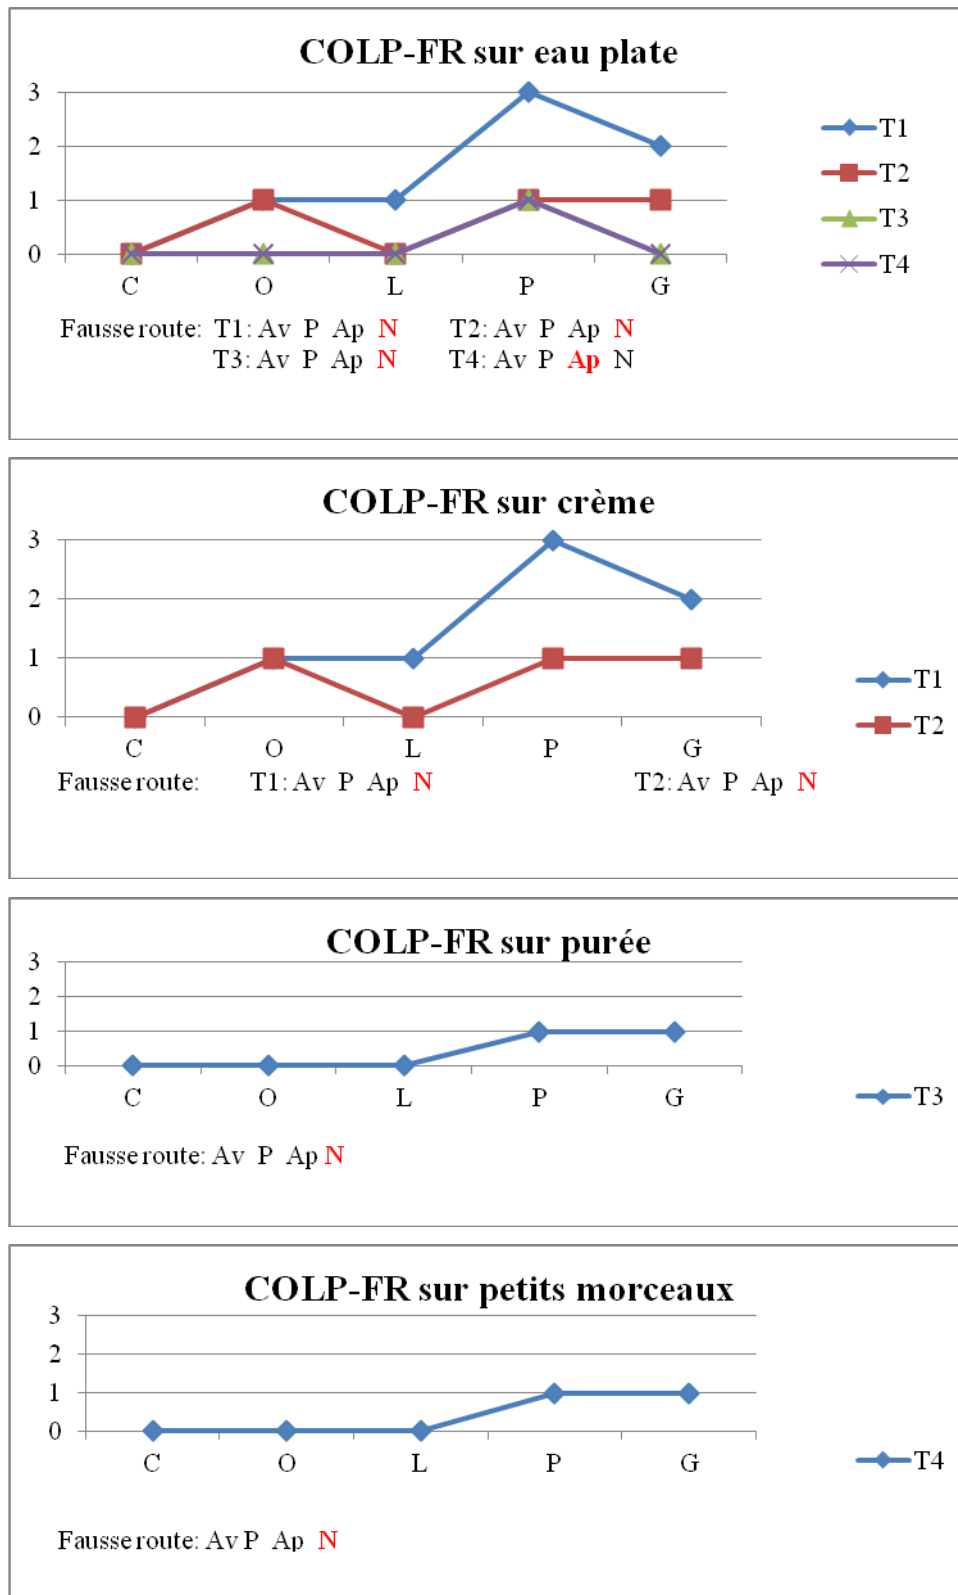 COLP-FR sur eau plate
3
2
1
0
C O L P G
T1
T2
T3
T4
Fausse route: T1: Av P Ap N T2: Av P Ap N
T3: Av P Ap N T4: Av P Ap N
COLP-FR sur crème
3
2
1
0
C O L P G
T1
T2
Fausse route: T1: Av P Ap N T2: Av P Ap N
COLP-FR sur purée
3
2
1
0
C O L P G
T3
Fausse route: Av P Ap N
COLP-FR sur petits morceaux
3
2
1
0
C O L P G
T4
Fausse route: Av P Ap N